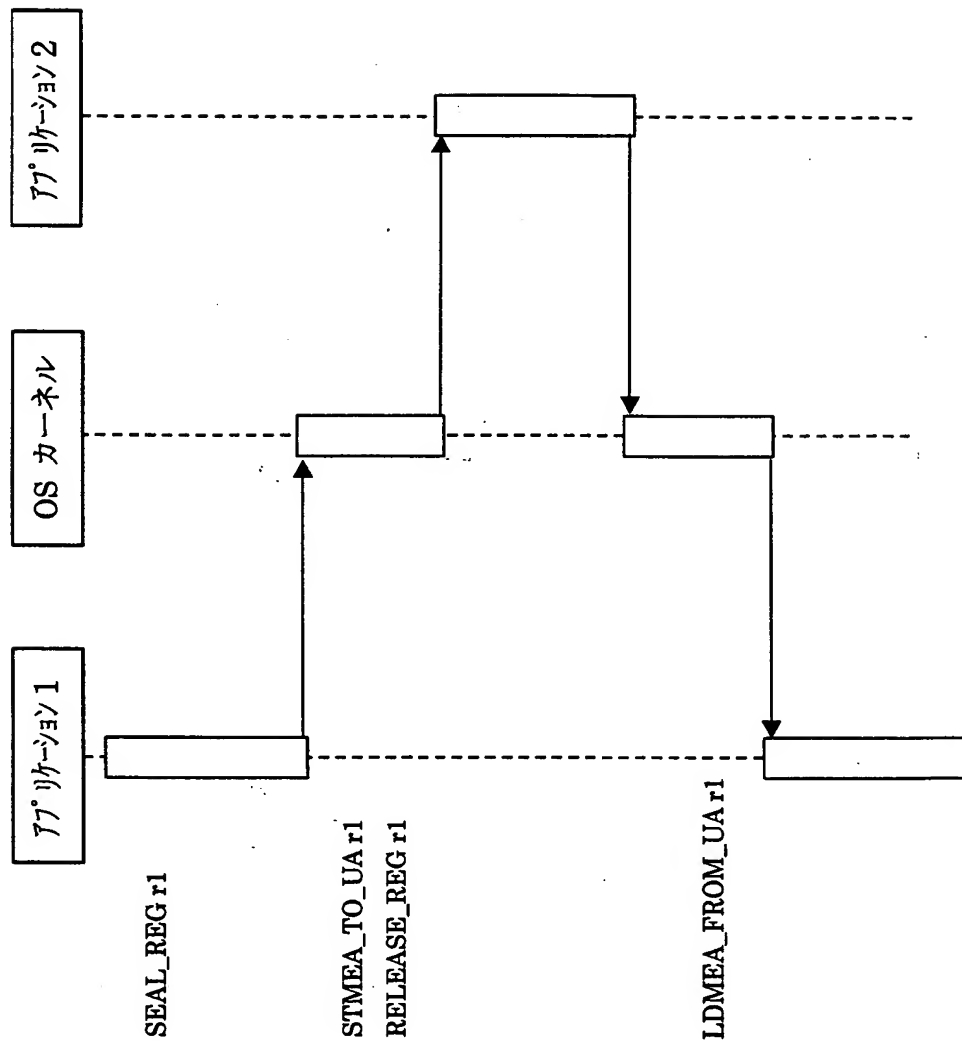 アプリケーション1
OS カーネル
アプリケーション2
SEAL_REG r1
STMEA_TO_UA r1
RELEASE_REG r1
LDMEA_FROM_UA r1